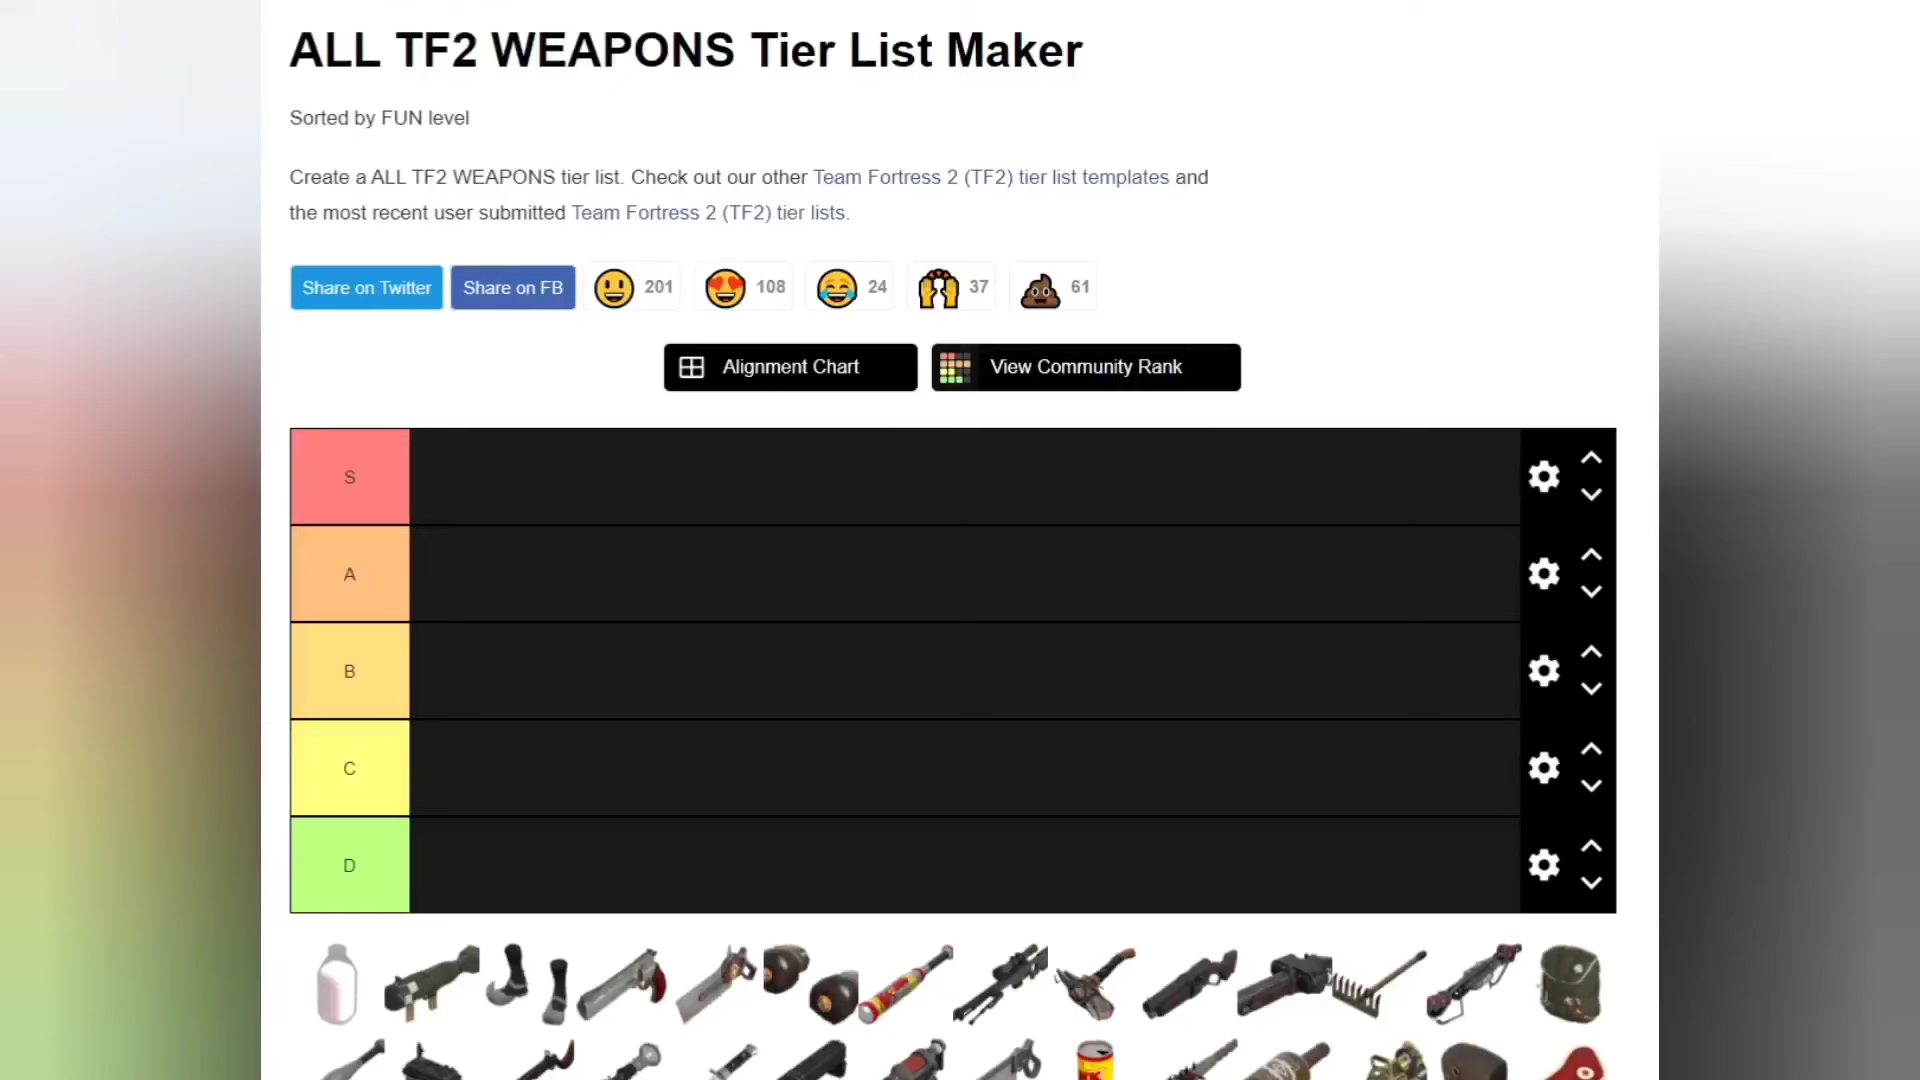 ALL TF2 WEAPONS Tier List Maker
Sorted by FUN level
Create a ALL TF2 WEAPONS tier list. Check out our other Team Fortress 2 (TF2) tier list templates and
the most recent user submitted Team Fortress 2 (TF2) tier lists.
Share on Twitter Share on FB 201 108 24 37 61
Alignment Chart View Community Rank
S
A
B
C
D